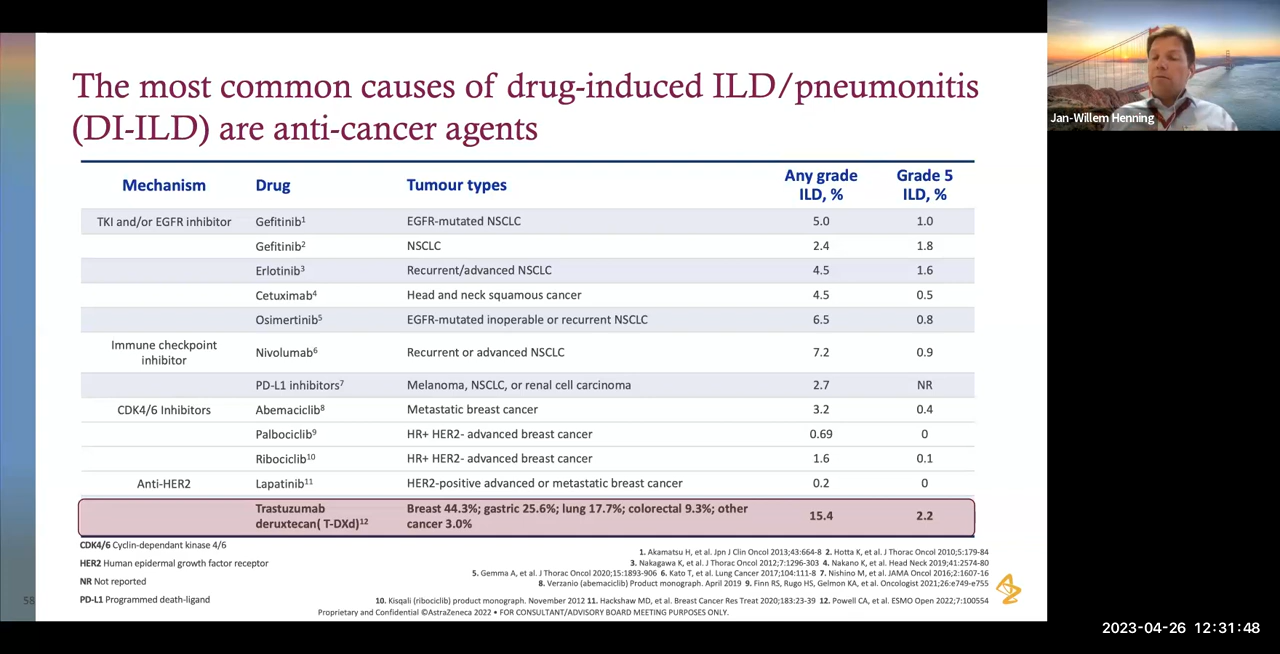 The most common causes of drug-induced ILD/pneumonitis
(DI-ILD) are anti-cancer agents
Jan-Willem Henning
Mechanism Drug Tumour types Any grade ILD, % Grade 5 ILD, %
TKI and/or EGFR inhibitor Gefitinib¹ EGFR-mutated NSCLC 5.0 1.0
Gefitinib² NSCLC 2.4 1.8
Erlotinib³ Recurrent/advanced NSCLC 4.5 1.6
Cetuximab⁴ Head and neck squamous cancer 4.5 0.5
Osimertinib⁵ EGFR-mutated inoperable or recurrent NSCLC 6.5 0.8
Immune checkpoint inhibitor Nivolumab⁶ Recurrent or advanced NSCLC 7.2 0.9
PD-L1 inhibitors⁷ Melanoma, NSCLC, or renal cell carcinoma 2.7 NR
CDK4/6 Inhibitors Abemaciclib⁸ Metastatic breast cancer 3.2 0.4
Palbociclib⁹ HR+ HER2- advanced breast cancer 0.69 0
Ribociclib¹⁰ HR+ HER2- advanced breast cancer 1.6 0.1
Anti-HER2 Lapatinib¹¹ HER2-positive advanced or metastatic breast cancer 0.2 0
Trastuzumab deruxtecan( T-DXd)¹² Breast 44.3%; gastric 25.6%; lung 17.7%; colorectal 9.3%; other cancer 3.0% 15.4 2.2
CDK4/6 Cyclin-dependant kinase 4/6
HER2 Human epidermal growth factor receptor
NR Not reported
PD-L1 Programmed death-ligand
1. Akamatsu H, et al. Jpn J Clin Oncol 2013;43:664-8 2. Hotta K, et al. J Thorac Oncol 2010;5:179-84
3. Nakagawa K, et al. J Thorac Oncol 2012;7:1296-303 4. Nakano K, et al. Head Neck 2019;41:2574-80
5. Gemma A, et al. J Thorac Oncol 2020;15:1893-906 6. Kato T, et al. Lung Cancer 2017;104:111-8 7. Nishino M, et al. JAMA Oncol 2016;2:1607-16
8. Verzanio (abemaciclib) Product monograph. April 2019 9. Finn RS, Rugo HS, Gelmon KA, et al. Oncologist 2021;26:e749-e755
10. Kisqali (ribociclib) product monograph. November 2012 11. Hackshaw MD, et al. Breast Cancer Res Treat 2020;183:23-39 12. Powell CA, et al. ESMO Open 2022;7:100554
58
Proprietary and Confidential ©AstraZeneca 2022 • FOR CONSULTANT/ADVISORY BOARD MEETING PURPOSES ONLY.
2023-04-26 12:31:48